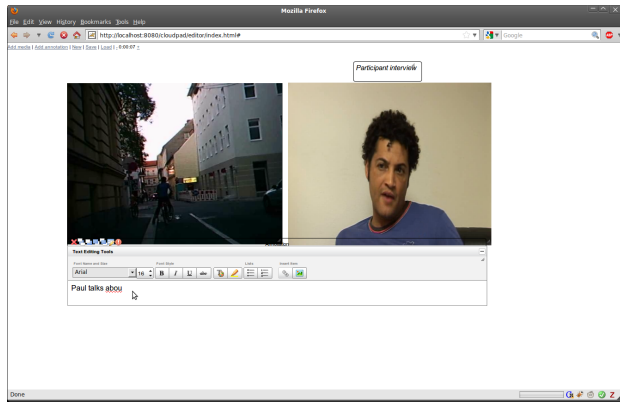 Mozilla Firefox
File Edit View History Bookmarks Tools Help
http://localhost:8080/cloudpad/editor/index.html#
Google
Add media | Add annotation | New | Save | Load | - 0:00:07 +
Participant interview
Annotation
Text Editing Tools
Font Name and Size Font Style Lists Insert Item
Arial 16 B I U abc
Paul talks abou
Done